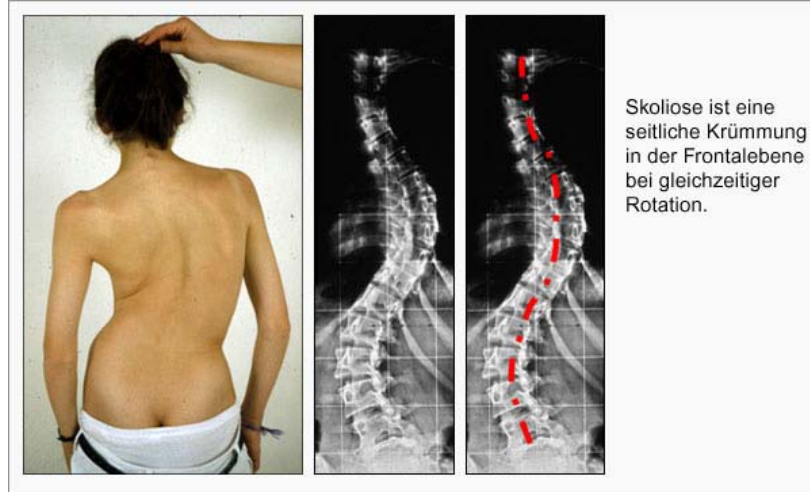 Skoliose ist eine
seitliche Krümmung
in der Frontalebene
bei gleichzeitiger
Rotation.